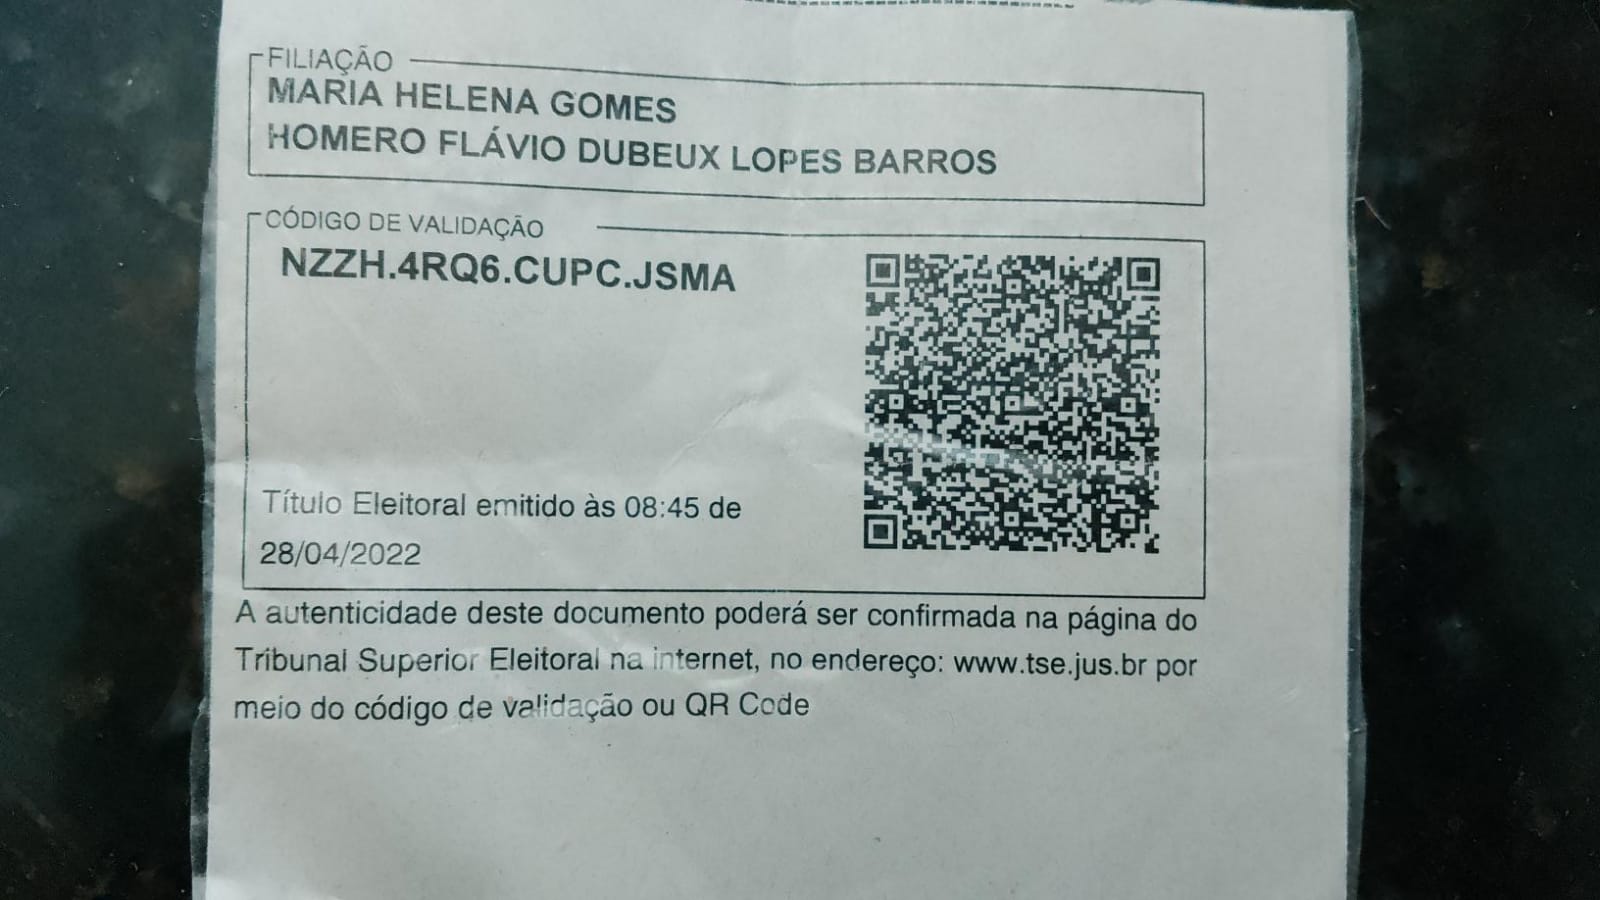 FILIAÇÃO
MARIA HELENA GOMES
HOMERO FLÁVIO DUBEUX LOPES BARROS
CÓDIGO DE VALIDAÇÃO
NZZH.4RQ6.CUPC.JSMA
Título Eleitoral emitido às 08:45 de
28/04/2022
A autenticidade deste documento poderá ser confirmada na página do
Tribunal Superior Eleitoral na internet, no endereço: www.tse.jus.br por
meio do código de validação ou QR Code